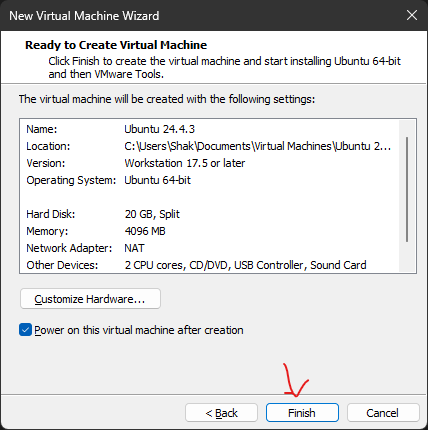 New Virtual Machine Wizard
Ready to Create Virtual Machine
Click Finish to create the virtual machine and start installing Ubuntu 64-bit
and then VMware Tools.
The virtual machine will be created with the following settings:
Name: Ubuntu 24.4.3
Location: C:\Users\Shak\Documents\Virtual Machines\Ubuntu 2...
Version: Workstation 17.5 or later
Operating System: Ubuntu 64-bit
Hard Disk: 20 GB, Split
Memory: 4096 MB
Network Adapter: NAT
Other Devices: 2 CPU cores, CD/DVD, USB Controller, Sound Card
Customize Hardware...
Power on this virtual machine after creation
< Back Finish Cancel